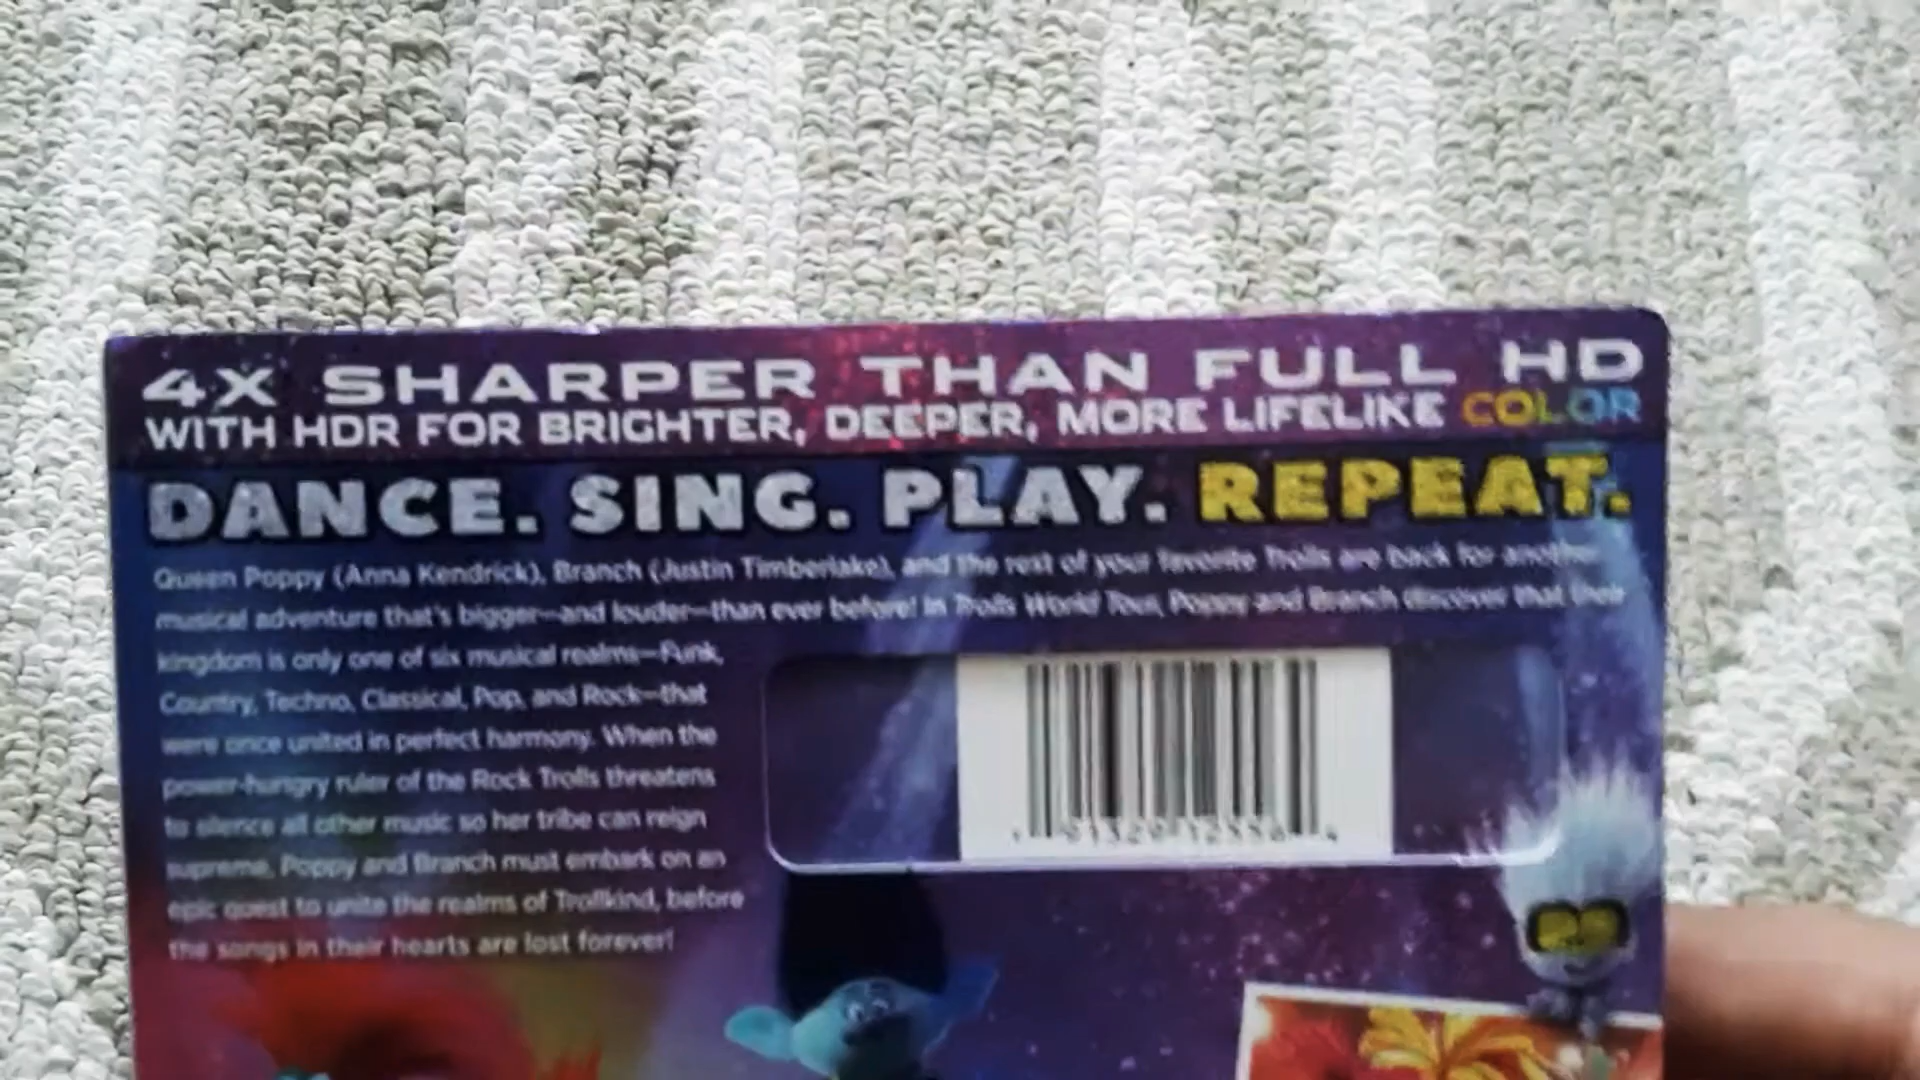 4X SHARPER THAN FULL HD
WITH HDR FOR BRIGHTER, DEEPER, MORE LIFELIKE COLOR
DANCE. SING. PLAY. REPEAT.
Queen Poppy (Anna Kendrick), Branch (Justin Timberlake), and the rest of your favorite Trolls are back for another
musical adventure that's bigger—and louder—than ever before! In Trolls World Tour, Poppy and Branch discover that their
kingdom is only one of six musical realms—Funk,
Country, Techno, Classical, Pop, and Rock—that
were once united in perfect harmony. When the
power-hungry ruler of the Rock Trolls threatens
to silence all other music so her tribe can reign
supreme, Poppy and Branch must embark on an
epic quest to unite the realms of Trollkind, before
the songs in their hearts are lost forever!